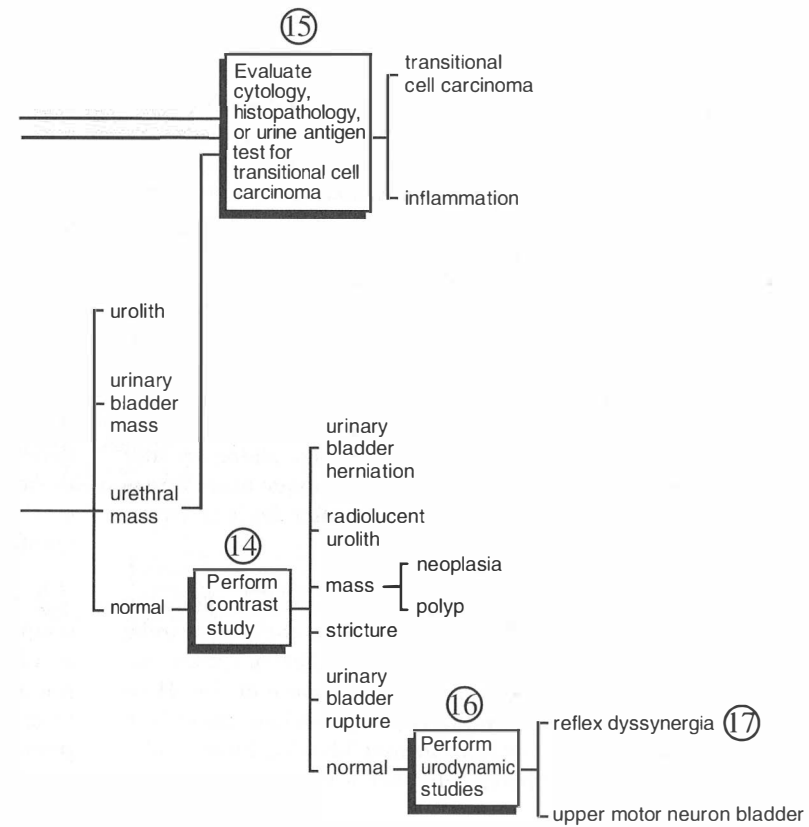 15
Evaluate
cytology,
histopathology,
or urine antigen
test for
transitional cell
carcinoma
transitional
cell carcinoma
inflammation
urolith
urinary
bladder
mass
urethral
mass
normal
14
Perform
contrast
study
urinary
bladder
herniation
radiolucent
urolith
mass
neoplasia
polyp
stricture
urinary
bladder
rupture
normal
16
Perform
urodynamic
studies
reflex dyssynergia 17
upper motor neuron bladder